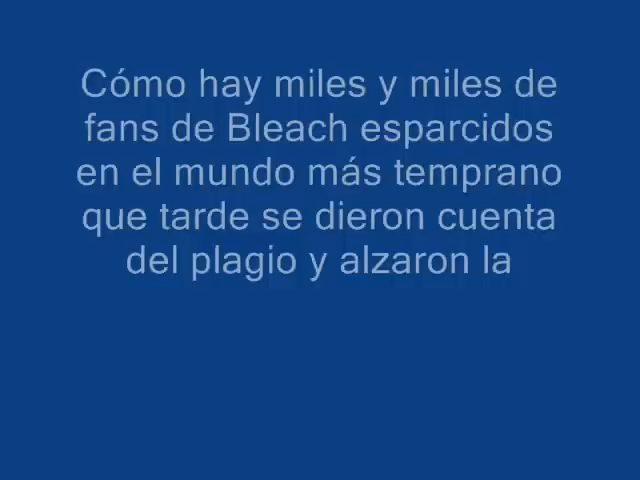 Cómo hay miles y miles de
fans de Bleach esparcidos
en el mundo más temprano
que tarde se dieron cuenta
del plagio y alzaron la